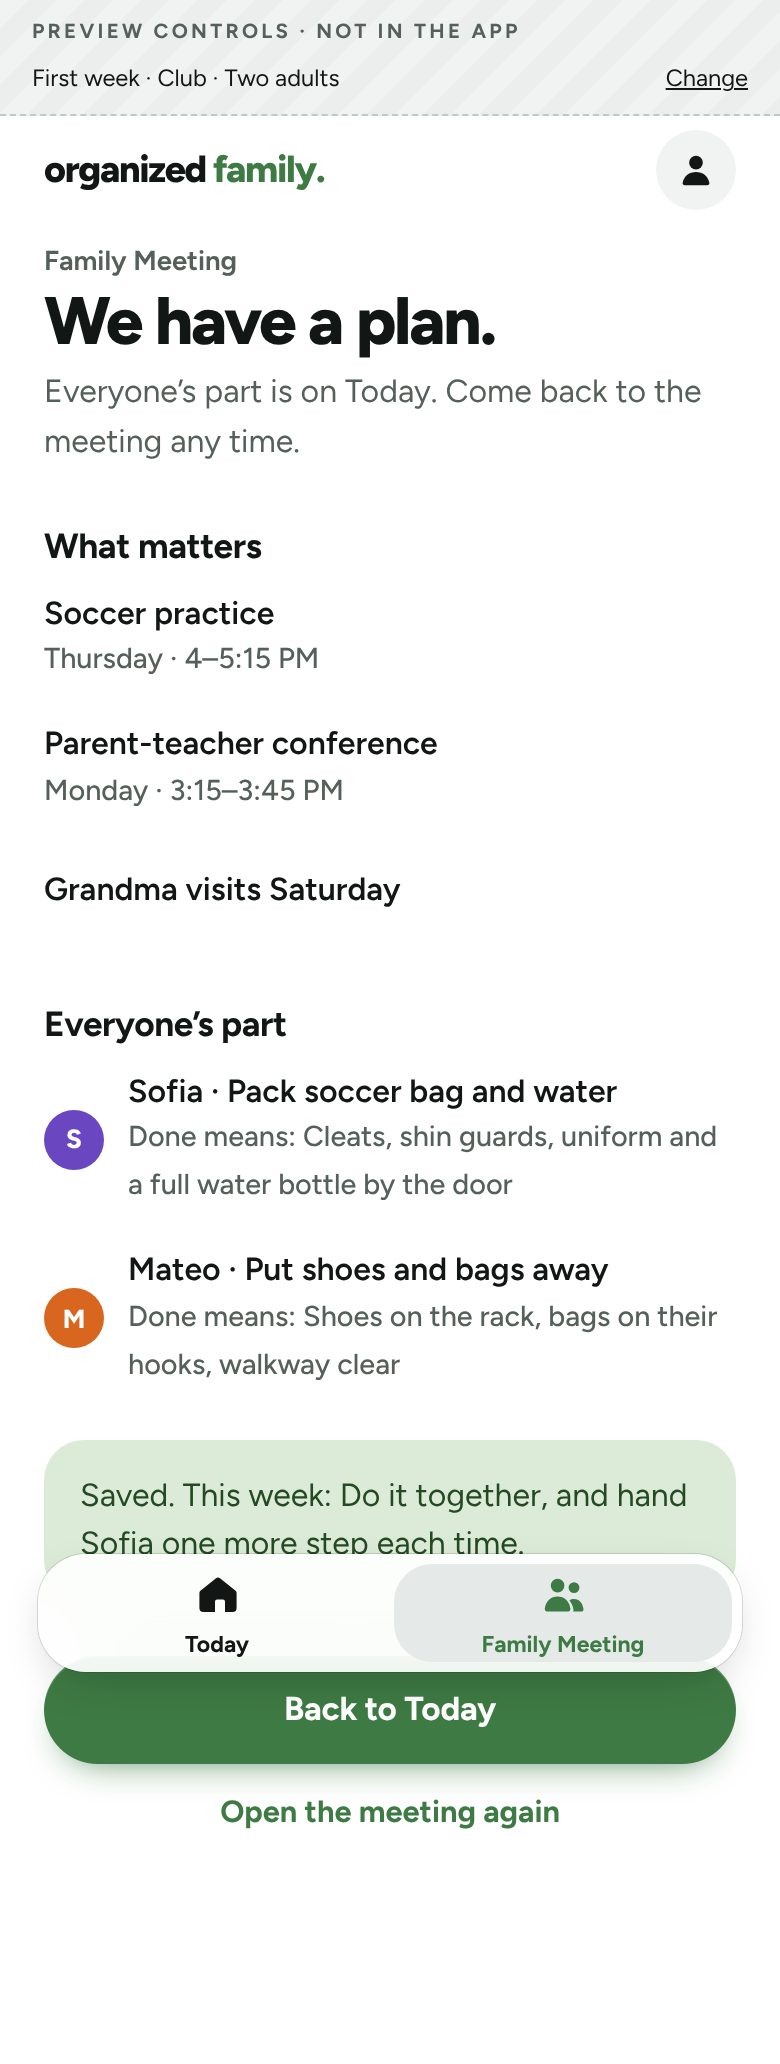 PREVIEW CONTROLS · NOT IN THE APP
First week · Club · Two adults
Change
organized family.
Family Meeting
We have a plan.
Everyone’s part is on Today. Come back to the
meeting any time.
What matters
Soccer practice
Thursday · 4–5:15 PM
Parent-teacher conference
Monday · 3:15–3:45 PM
Grandma visits Saturday
Everyone’s part
Sofia · Pack soccer bag and water
S
Done means: Cleats, shin guards, uniform and
a full water bottle by the door
Mateo · Put shoes and bags away
M
Done means: Shoes on the rack, bags on their
hooks, walkway clear
Saved. This week: Do it together, and hand
Sofia one more step each time.
Today
Family Meeting
Back to Today
Open the meeting again